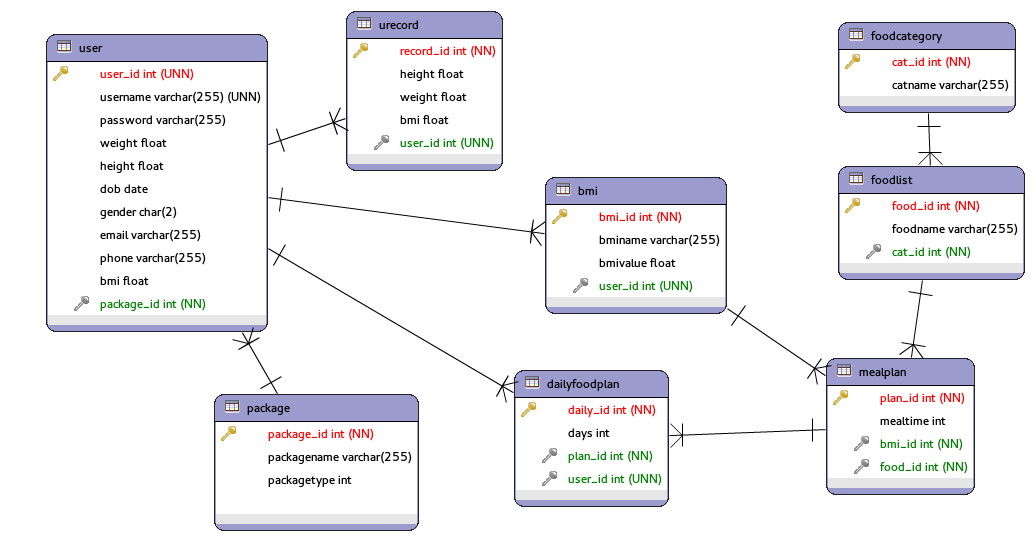 user
user_id int (UNN)
username varchar(255) (UNN)
password varchar(255)
weight float
height float
dob date
gender char(2)
email varchar(255)
phone varchar(255)
bmi float
package_id int (NN)
urecord
record_id int (NN)
height float
weight float
bmi float
user_id int (UNN)
foodcategory
cat_id int (NN)
catname varchar(255)
foodlist
food_id int (NN)
foodname varchar(255)
cat_id int (NN)
bmi
bmi_id int (NN)
bminame varchar(255)
bmivalue float
user_id int (UNN)
package
package_id int (NN)
packagename varchar(255)
packagetype int
dailyfoodplan
daily_id int (NN)
days int
plan_id int (NN)
user_id int (UNN)
mealplan
plan_id int (NN)
mealtime int
bmi_id int (NN)
food_id int (NN)